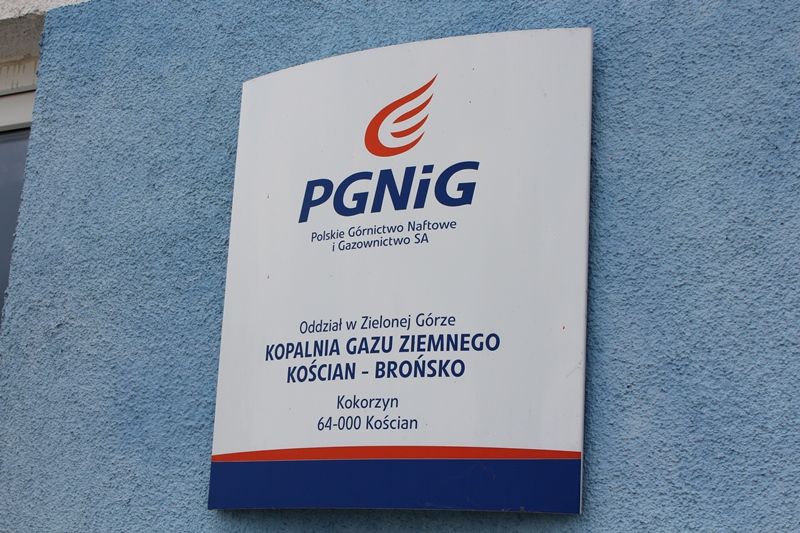 PGNiG
Polskie Górnictwo Naftowe
i Gazownictwo SA
Oddział w Zielonej Górze
KOPALNIA GAZU ZIEMNEGO
KOŚCIAN - BROŃSKO
Kokorzyn
64-000 Kościan